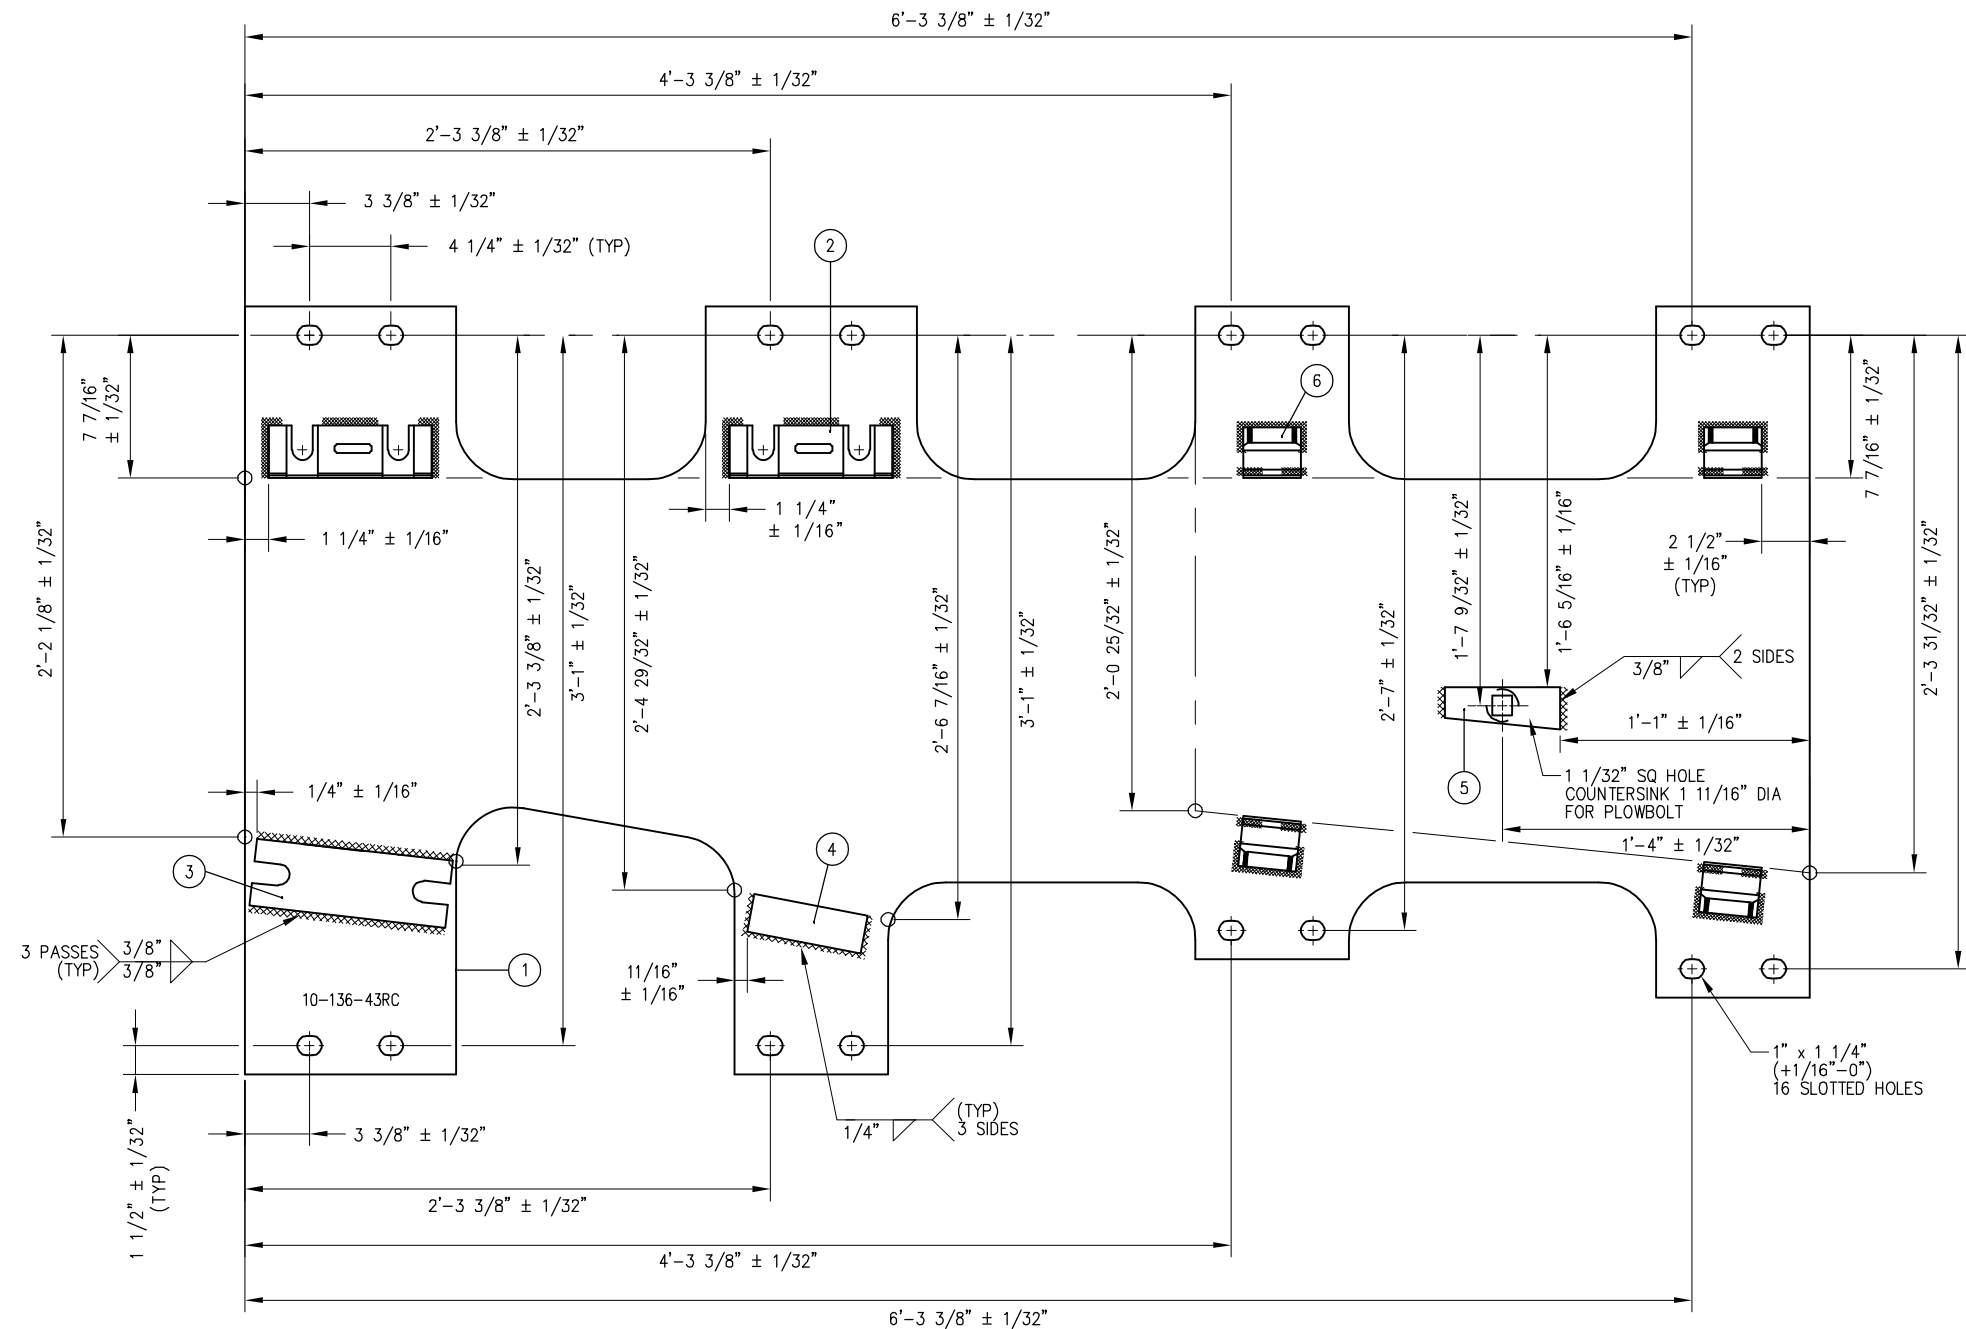 6'-3 3/8" ± 1/32"
4'-3 3/8" ± 1/32"
2'-3 3/8" ± 1/32"
3 3/8" ± 1/32"
4 1/4" ± 1/32" (TYP)
2
6
7 7/16"
± 1/32"
7 7/16" ± 1/32"
1 1/4" ± 1/16"
1 1/4"
± 1/16"
2 1/2"
± 1/16"
(TYP)
2'-2 1/8" ± 1/32"
2'-3 3/8" ± 1/32"
3'-1" ± 1/32"
2'-4 29/32" ± 1/32"
2'-6 7/16" ± 1/32"
3'-1" ± 1/32"
2'-0 25/32" ± 1/32"
2'-7" ± 1/32"
1'-7 9/32" ± 1/32"
1'-6 5/16" ± 1/16"
2'-3 31/32" ± 1/32"
3/8"
2 SIDES
1'-1" ± 1/16"
5
1 1/32" SQ HOLE
COUNTERSINK 1 11/16" DIA
FOR PLOWBOLT
1'-4" ± 1/32"
1/4" ± 1/16"
3
4
3 PASSES
(TYP)
3/8"
3/8"
1
11/16"
± 1/16"
10-136-43RC
1" x 1 1/4"
(+1/16"-0")
16 SLOTTED HOLES
1 1/2" ± 1/32"
(TYP)
3 3/8" ± 1/32"
1/4"
(TYP)
3 SIDES
2'-3 3/8" ± 1/32"
4'-3 3/8" ± 1/32"
6'-3 3/8" ± 1/32"